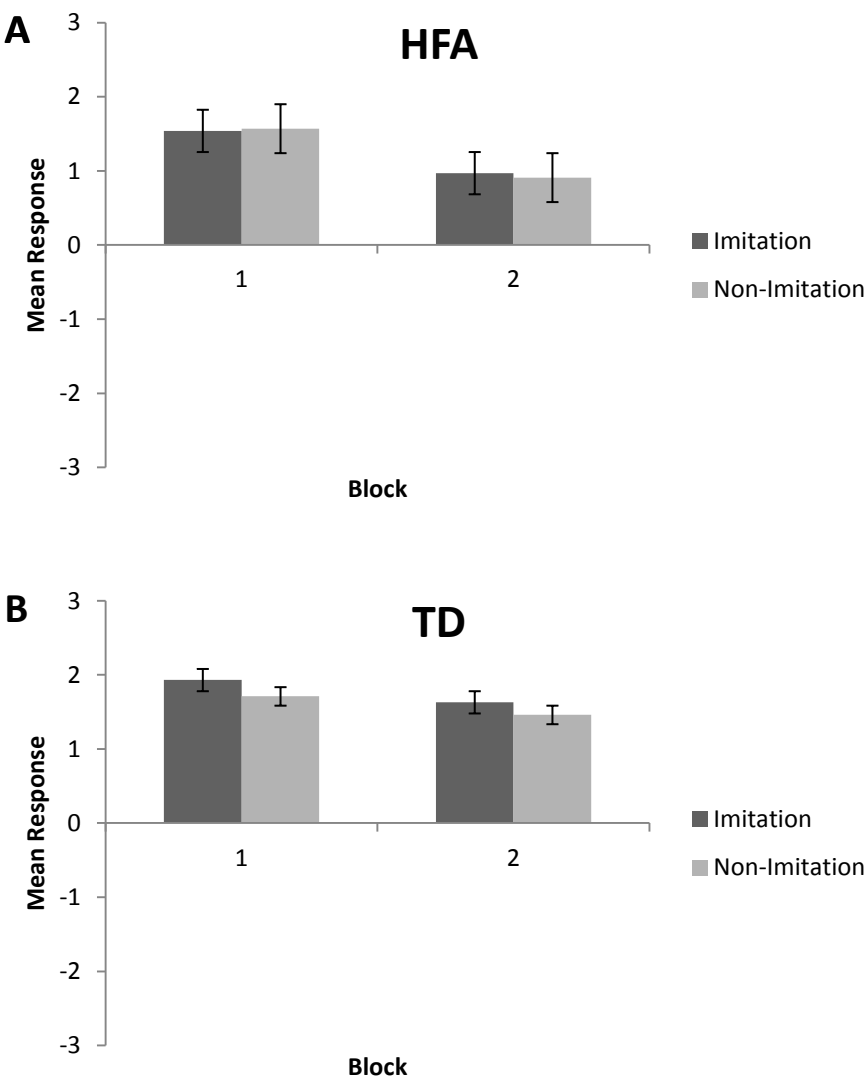 A
HFA
3
2
1
0
-1
-2
-3
Mean Response
1
2
Block
Imitation
Non-Imitation
B
TD
3
2
1
0
-1
-2
-3
Mean Response
1
2
Block
Imitation
Non-Imitation